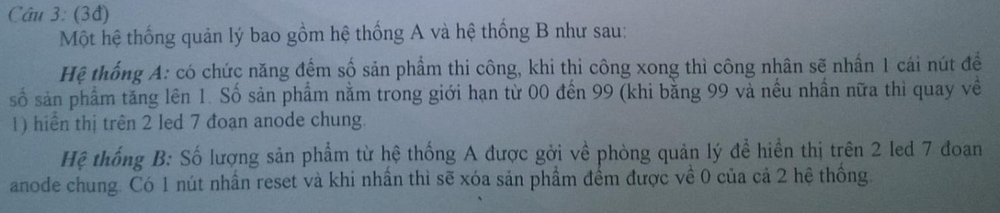 Câu 3: (3đ)
Một hệ thống quản lý bao gồm hệ thống A và hệ thống B như sau:
Hệ thống A: có chức năng đếm số sản phẩm thi công, khi thi công xong thì công nhân sẽ nhấn 1 cái nút để
số sản phẩm tăng lên 1. Số sản phẩm nằm trong giới hạn từ 00 đến 99 (khi bằng 99 và nếu nhấn nữa thì quay về
1) hiển thị trên 2 led 7 đoạn anode chung.
Hệ thống B: Số lượng sản phẩm từ hệ thống A được gởi về phòng quản lý để hiển thị trên 2 led 7 đoạn
anode chung. Có 1 nút nhấn reset và khi nhấn thì sẽ xóa sản phẩm đếm được về 0 của cả 2 hệ thống.